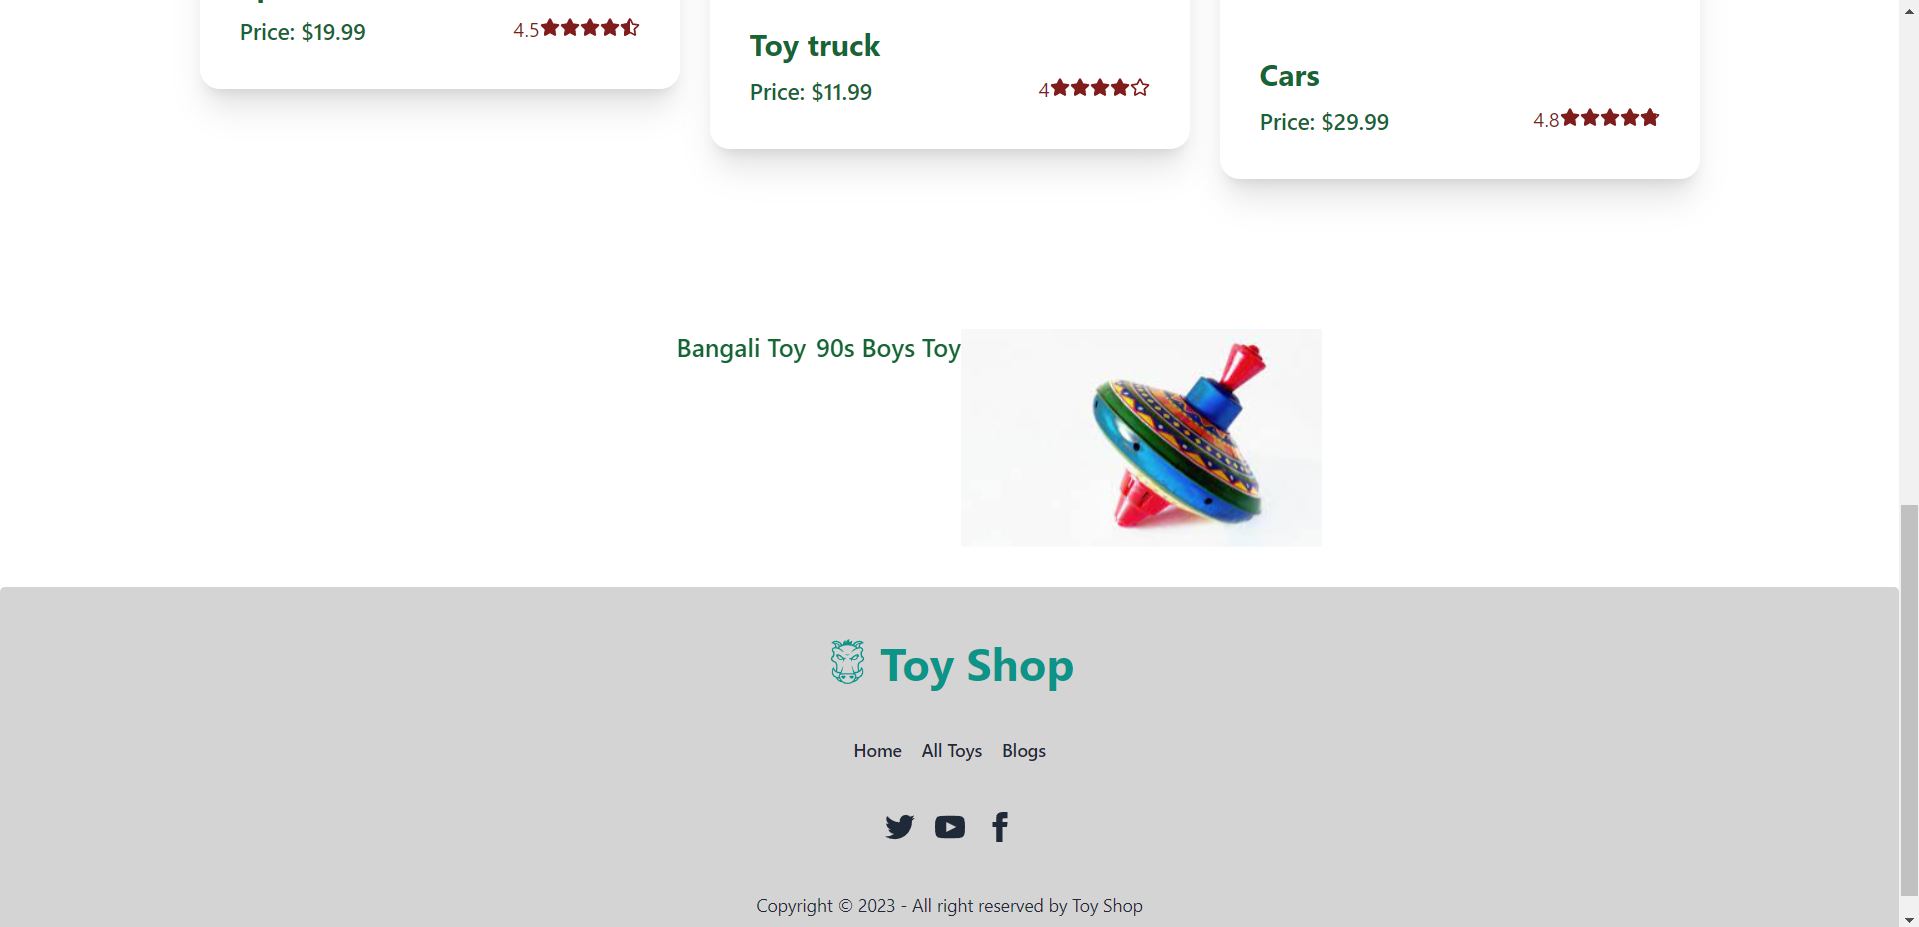 Price: $19.99
4.5
Toy truck
Price: $11.99
4
Cars
Price: $29.99
4.8
Bangali Toy 90s Boys Toy
Toy Shop
Home All Toys Blogs
Copyright © 2023 - All right reserved by Toy Shop